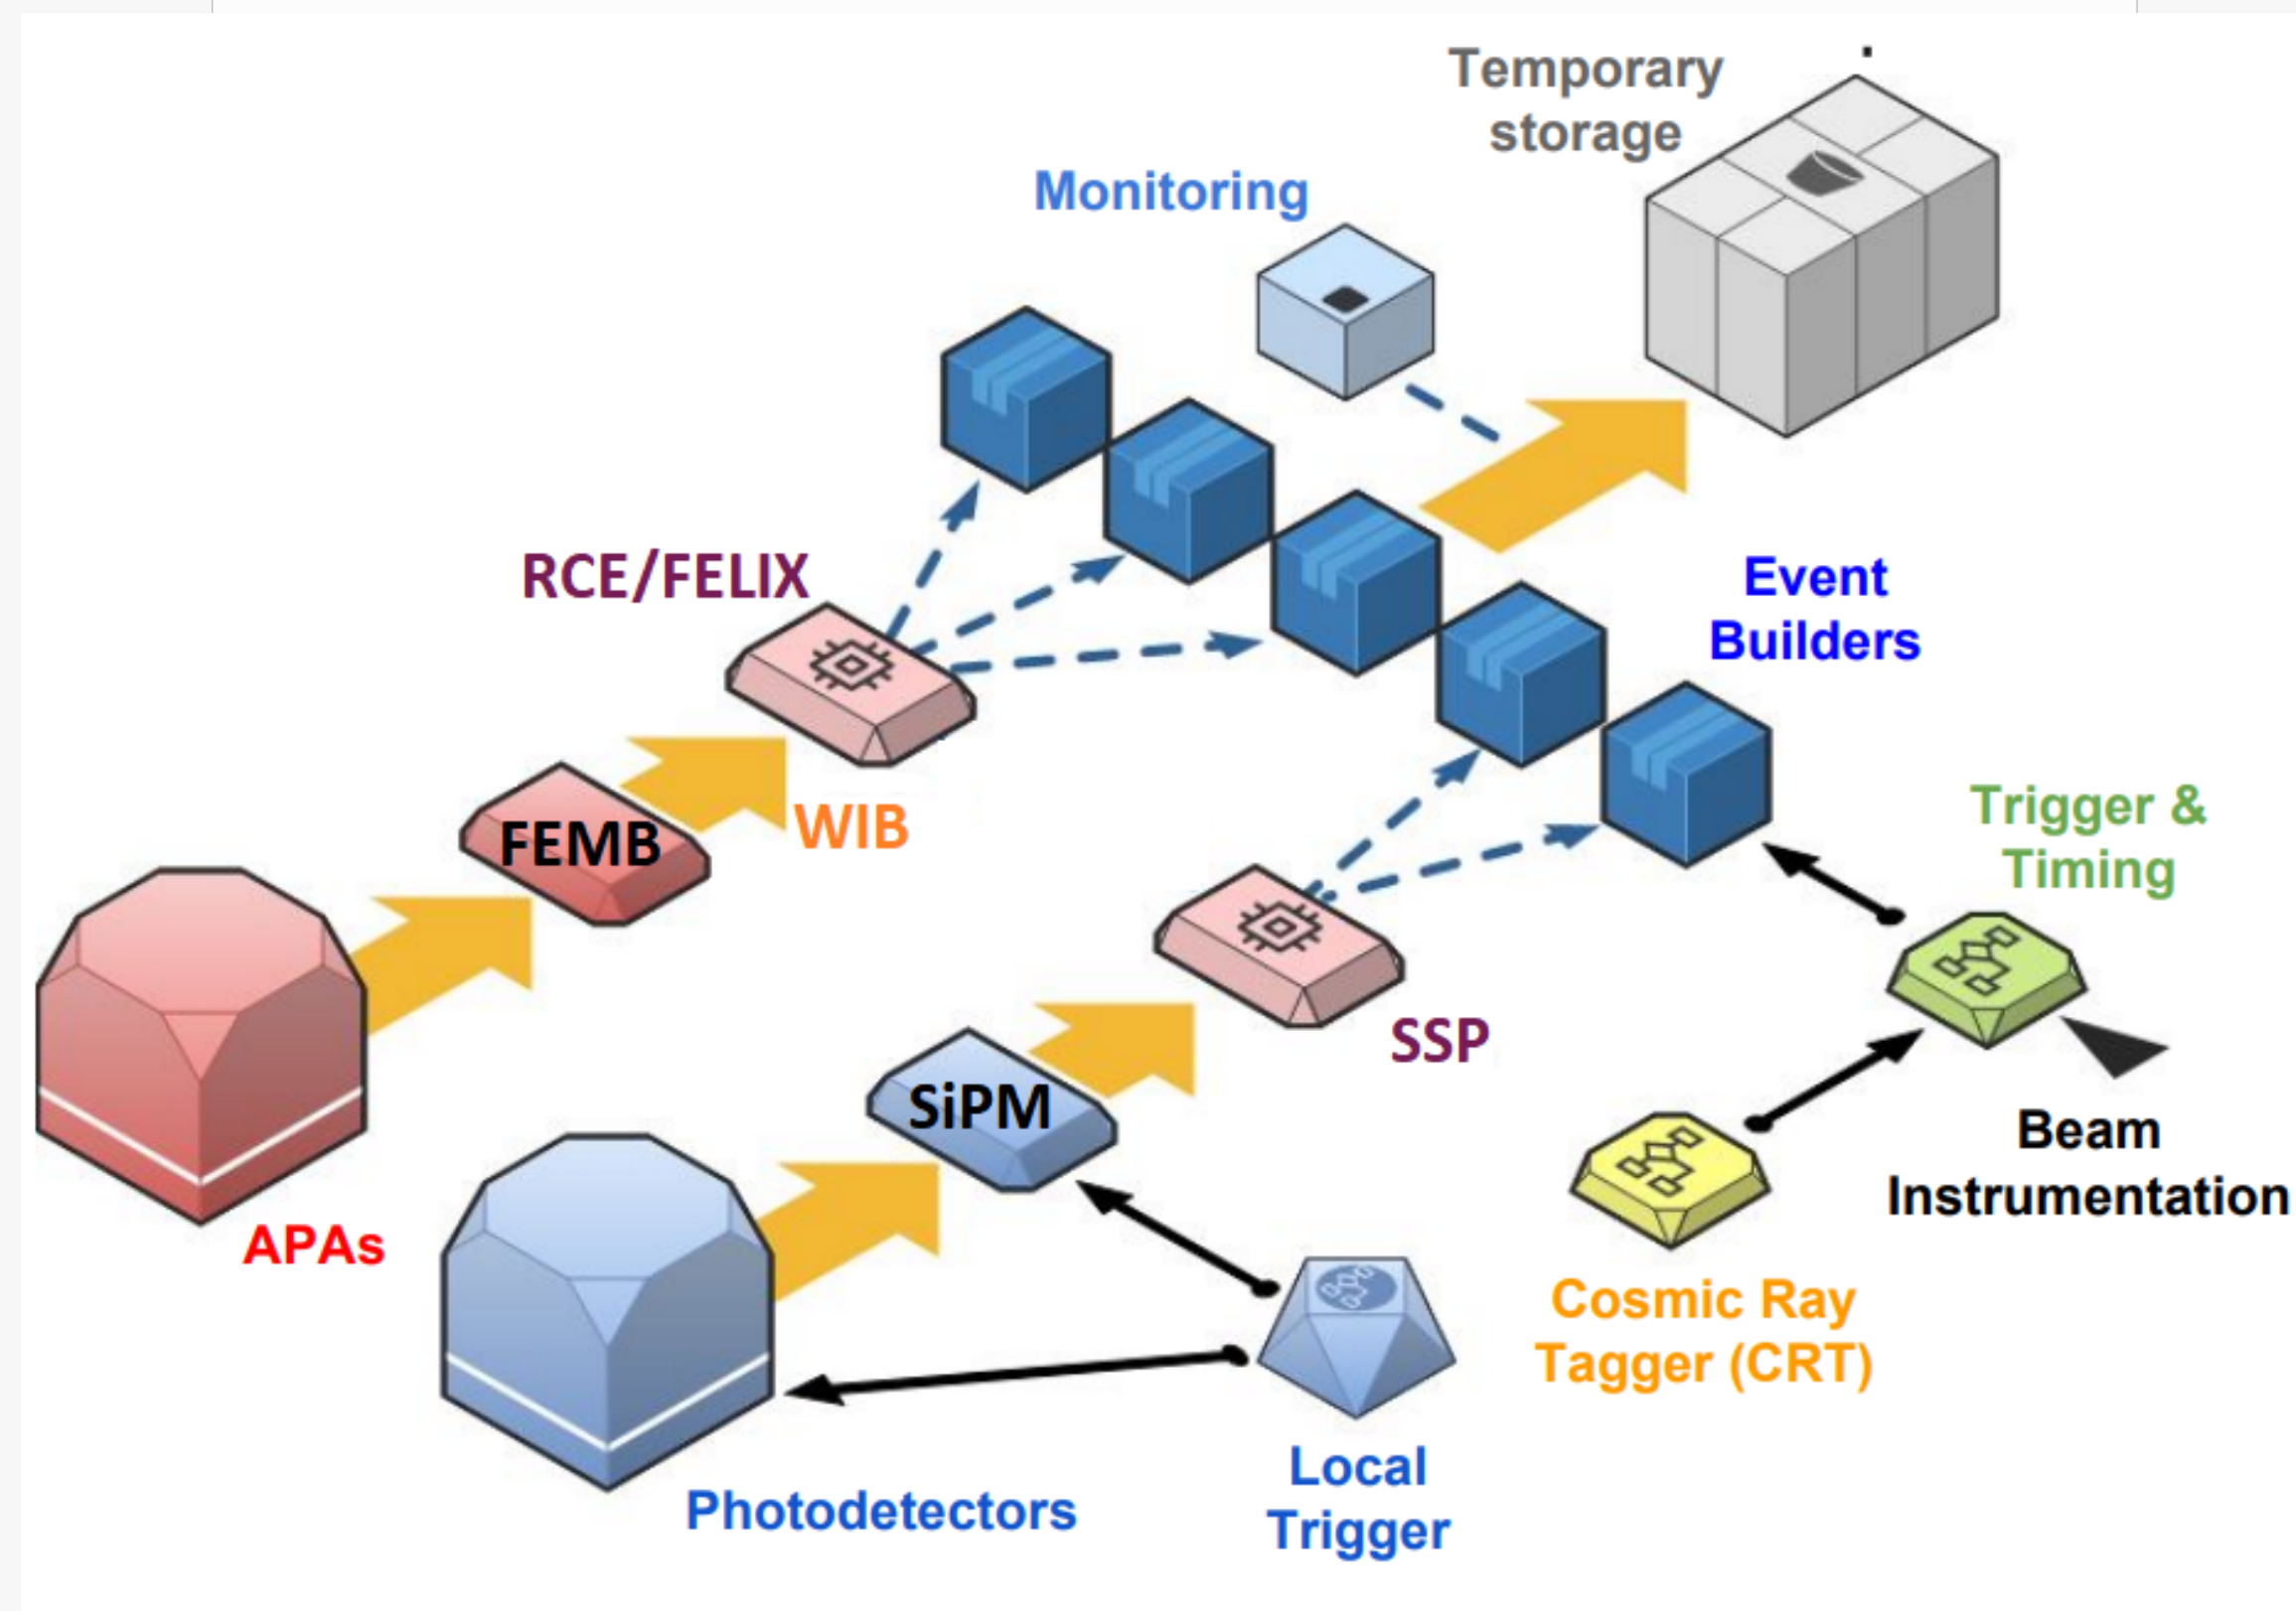 Temporary
storage
Monitoring
RCE/FELIX
Event
Builders
FEMB
WIB
Trigger &
Timing
SSP
SiPM
APAs
Beam
Instrumentation
Cosmic Ray
Tagger (CRT)
Photodetectors
Local
Trigger